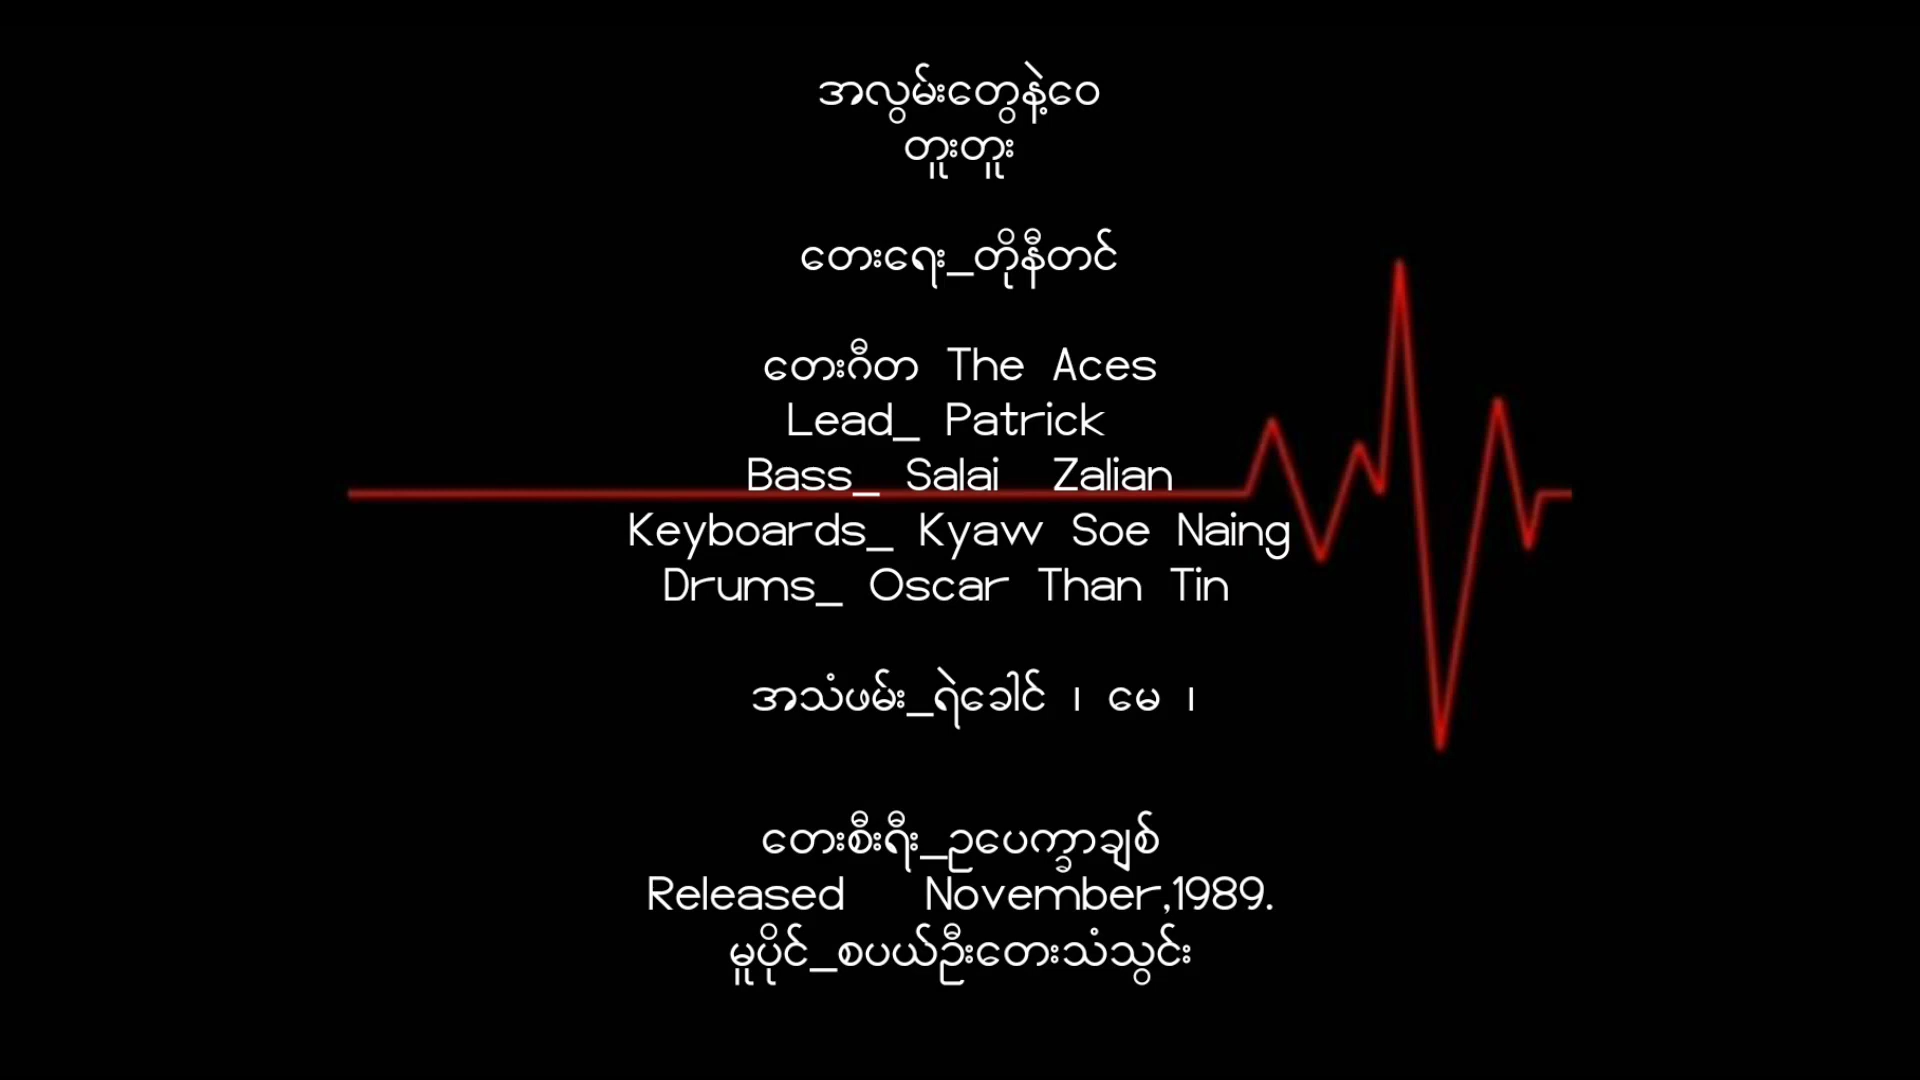 အလွမ်းတွေနဲ့ဝေ
တူးတူး
တေးရေး_တိုနီတင်
တေးဂီတ The Aces
Lead_ Patrick
Bass_ Salai Zalian
Keyboards_ Kyaw Soe Naing
Drums_ Oscar Than Tin
အသံဖမ်း_ရဲခေါင် ၊ မေ ၊
တေးစီးရီး_ဥပေက္ခာချစ်
Released November,1989.
မူပိုင်_စပယ်ဦးတေးသံသွင်း